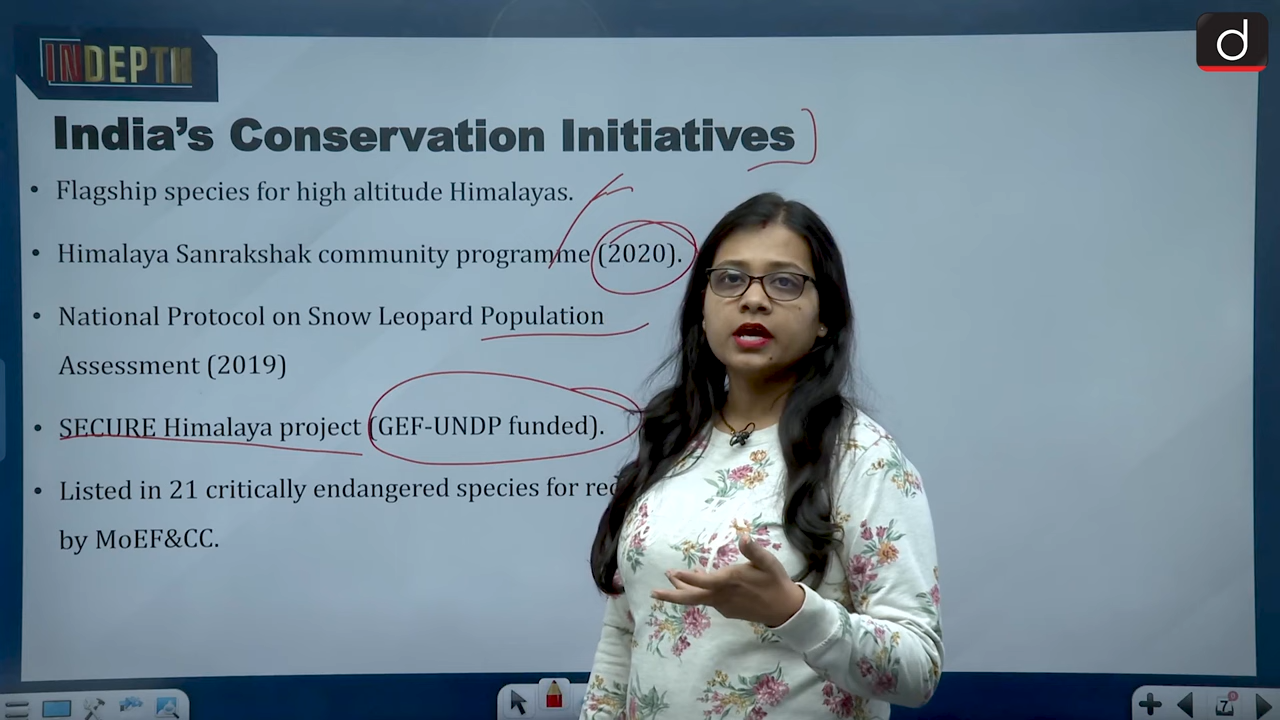 INDEPTH
d
India's Conservation Initiatives
• Flagship species for high altitude Himalayas.
• Himalaya Sanrakshak community programme (2020).
• National Protocol on Snow Leopard Population
Assessment (2019)
• SECURE Himalaya project (GEF-UNDP funded).
• Listed in 21 critically endangered species for
by MoEF&CC.
7